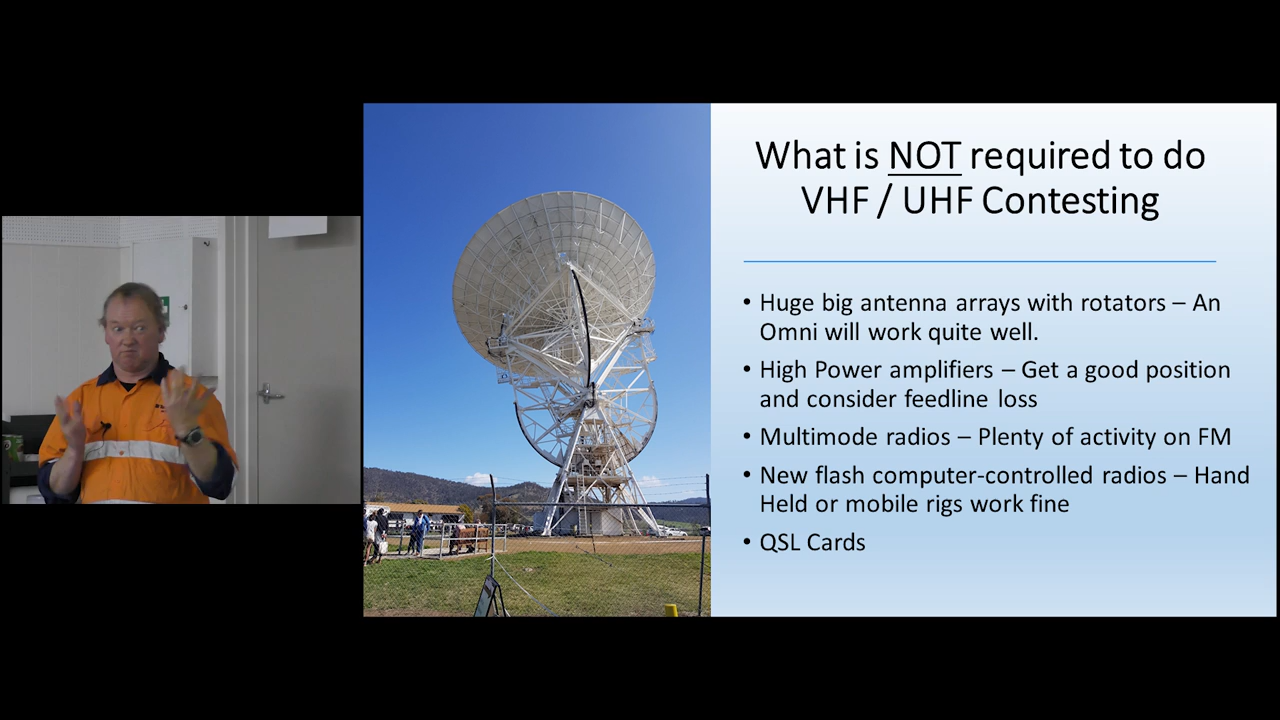 What is NOT required to do
VHF / UHF Contesting
• Huge big antenna arrays with rotators – An
Omni will work quite well.
• High Power amplifiers – Get a good position
and consider feedline loss
• Multimode radios – Plenty of activity on FM
• New flash computer-controlled radios – Hand
Held or mobile rigs work fine
• QSL Cards